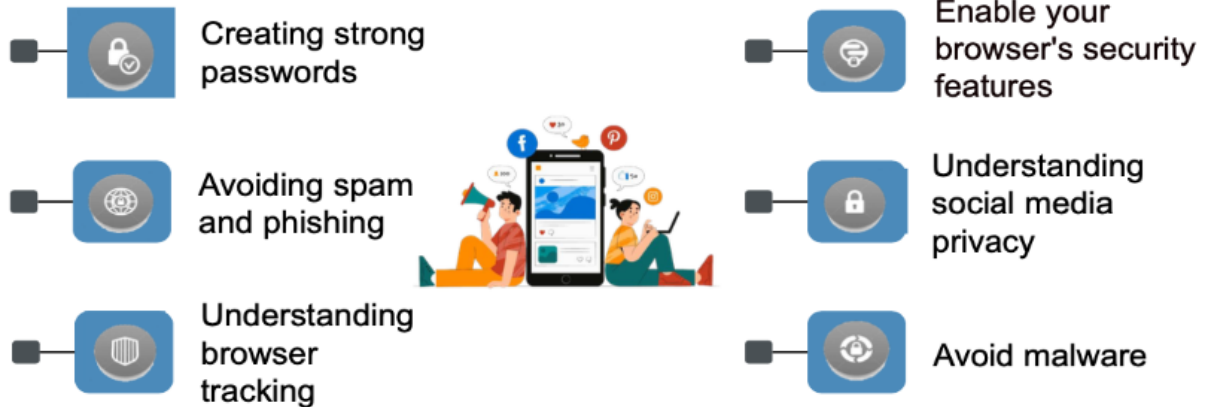 Creating strong
passwords
Avoiding spam
and phishing
Understanding
browser
tracking
Enable your
browser's security
features
Understanding
social media
privacy
Avoid malware